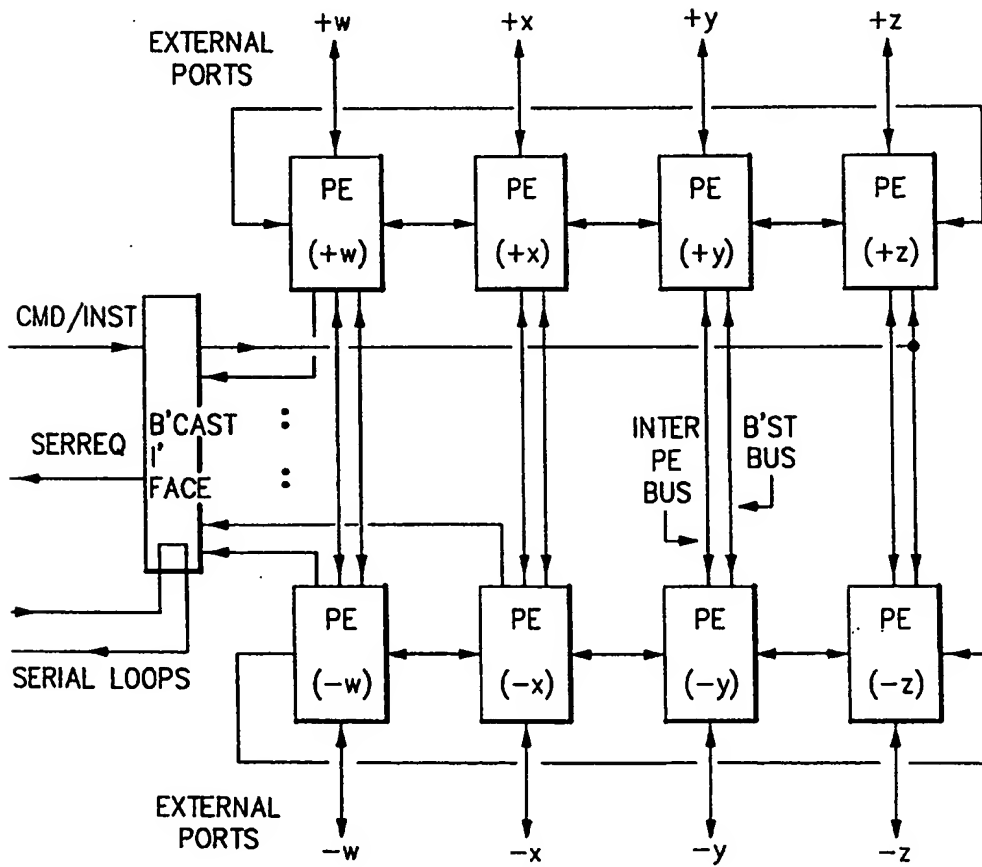 +w +x +y +z
EXTERNAL
PORTS
PE PE PE PE
(+w) (+x) (+y) (+z)
CMD/INST
B'CAST
I'
FACE
SERREQ
INTER
PE
BUS
B'ST
BUS
SERIAL LOOPS
PE PE PE PE
(−w) (−x) (−y) (−z)
EXTERNAL
PORTS
−w −x −y −z